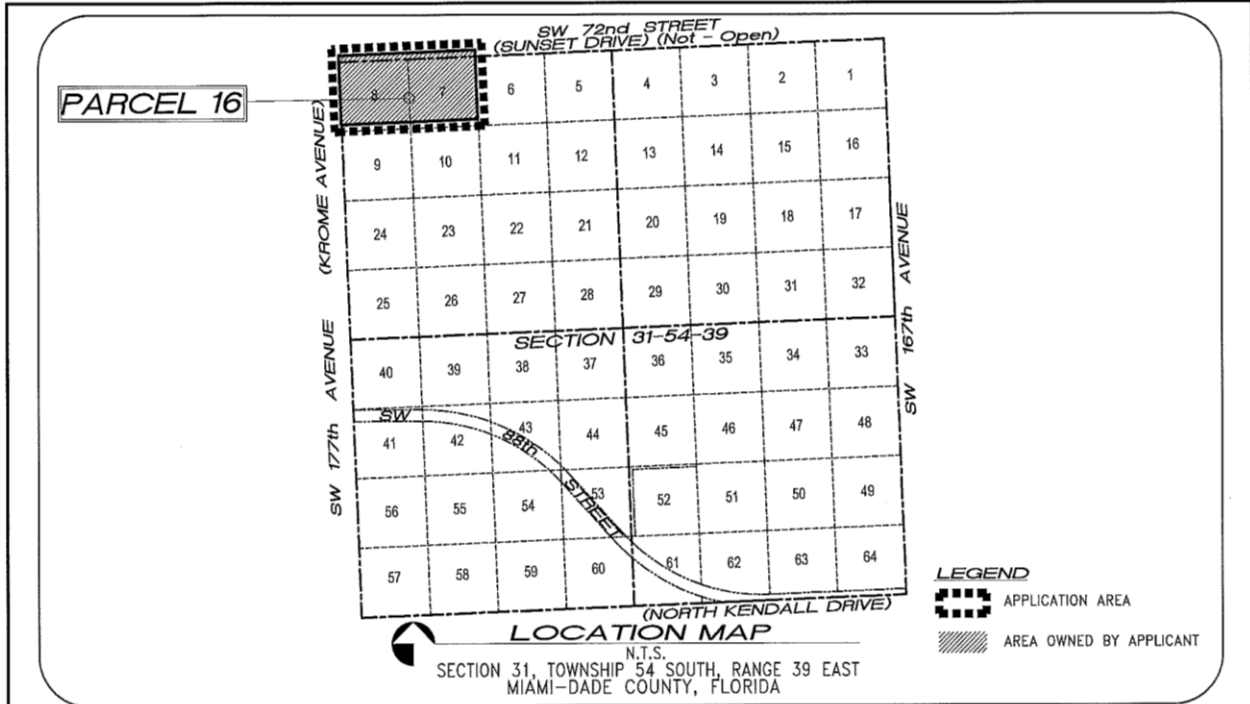 SW 72nd STREET
(SUNSET DRIVE) (Not - Open)
PARCEL 16
(KROME AVENUE)
SW 177th AVENUE
SW 167th AVENUE
8 7 6 5 4 3 2 1
9 10 11 12 13 14 15 16
24 23 22 21 20 19 18 17
25 26 27 28 29 30 31 32
SECTION 31-54-39
40 39 38 37 36 35 34 33
SW 88th STREET
41 42 43 44 45 46 47 48
56 55 54 53 52 51 50 49
57 58 59 60 61 62 63 64
(NORTH KENDALL DRIVE)
LOCATION MAP
N.T.S.
SECTION 31, TOWNSHIP 54 SOUTH, RANGE 39 EAST
MIAMI-DADE COUNTY, FLORIDA
LEGEND
APPLICATION AREA
AREA OWNED BY APPLICANT